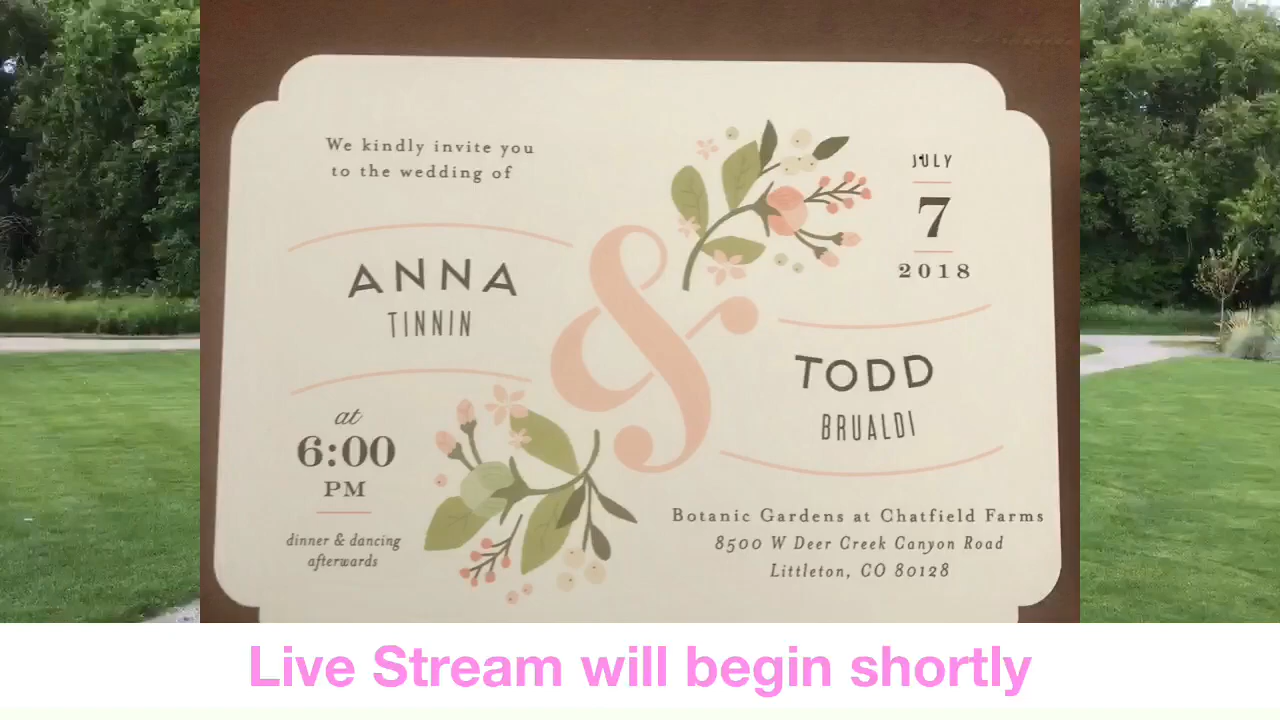 We kindly invite you
to the wedding of
JULY
7
2018
ANNA
TINNIN
&
TODD
BRUALDI
at
6:00
PM
dinner & dancing
afterwards
Botanic Gardens at Chatfield Farms
8500 W Deer Creek Canyon Road
Littleton, CO 80128
Live Stream will begin shortly